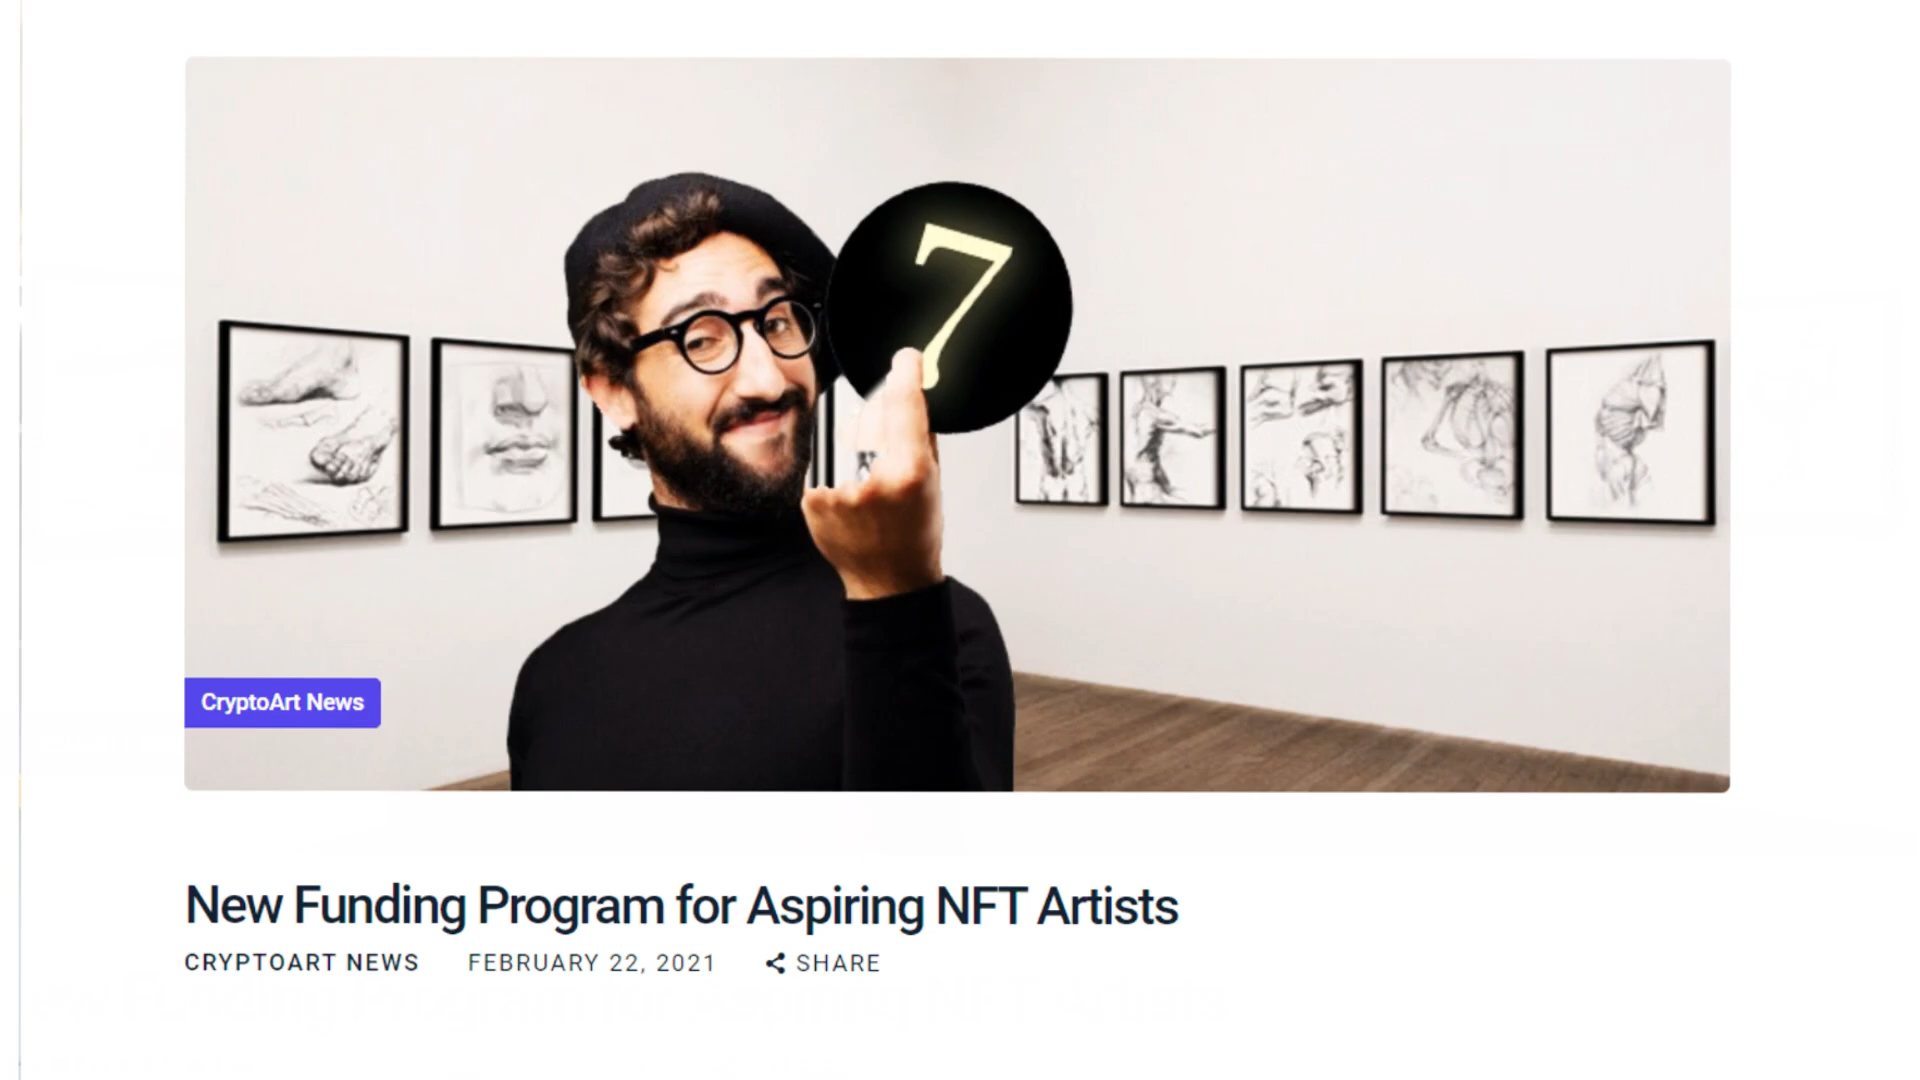 7
CryptoArt News
New Funding Program for Aspiring NFT Artists
CRYPTOART NEWS FEBRUARY 22, 2021 SHARE